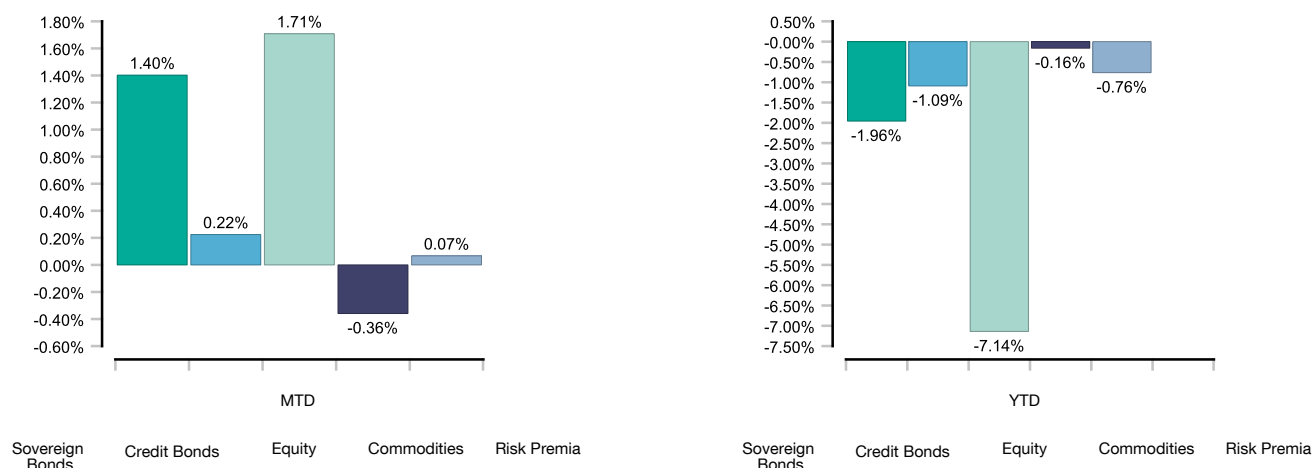 1.80%
1.60%
1.40%
1.20%
1.00%
0.80%
0.60%
0.40%
0.20%
0.00%
-0.20%
-0.40%
-0.60%
1.40%
0.22%
1.71%
-0.36%
0.07%
MTD
Sovereign
Bonds
Credit Bonds
Equity
Commodities
Risk Premia
0.50%
-0.00%
-0.50%
-1.00%
-1.50%
-2.00%
-2.50%
-3.00%
-3.50%
-4.00%
-4.50%
-5.00%
-5.50%
-6.00%
-6.50%
-7.00%
-7.50%
-1.96%
-1.09%
-7.14%
-0.16%
-0.76%
YTD
Sovereign
Bonds
Credit Bonds
Equity
Commodities
Risk Premia